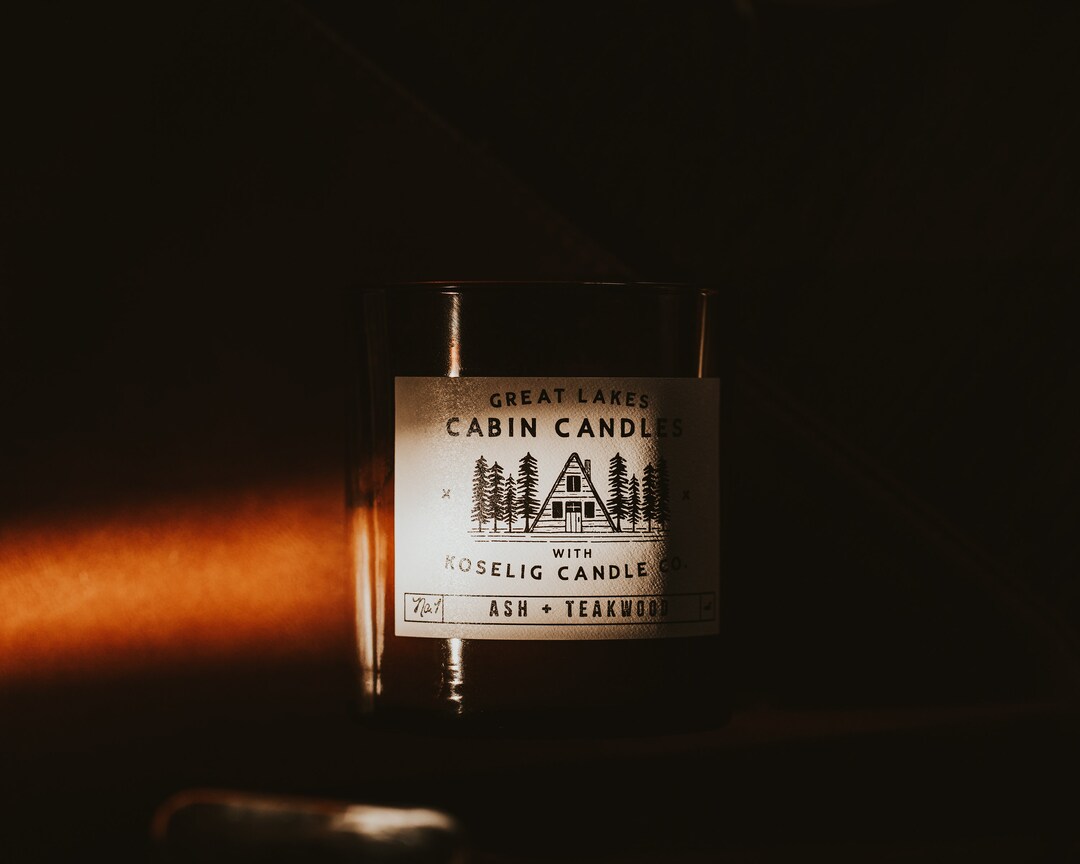 GREAT LAKES
CABIN CANDLES
WITH
KOSELIG CANDLE CO.
No.1 ASH + TEAKWOOD